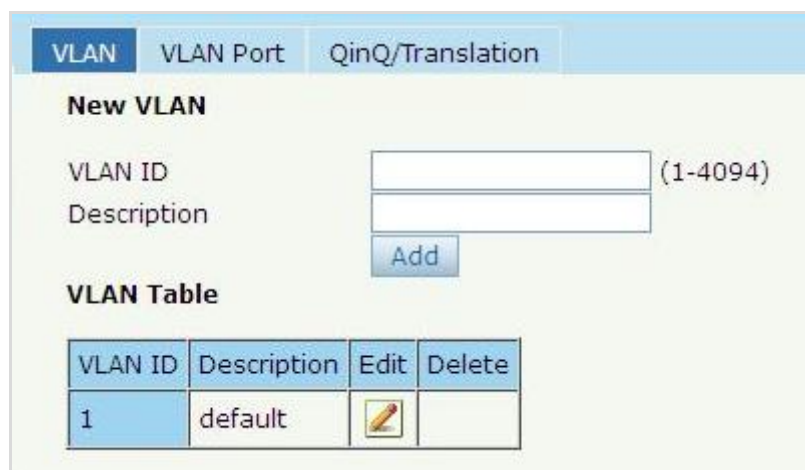 VLAN VLAN Port QinQ/Translation
New VLAN
VLAN ID (1-4094)
Description
Add
VLAN Table
VLAN ID Description Edit Delete
1 default